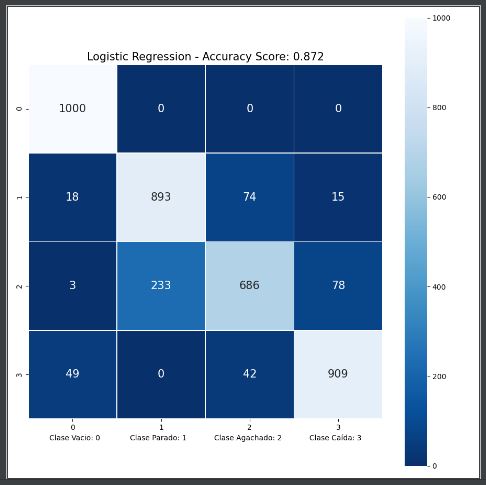 Logistic Regression - Accuracy Score: 0.872
1000
0 1000 0 0 0
800
1 18 893 74 15
600
400
2 3 233 686 78
200
3 49 0 42 909
0 1 2 3
Clase Vacio: 0 Clase Parado: 1 Clase Agachado: 2 Clase Caída: 3
0